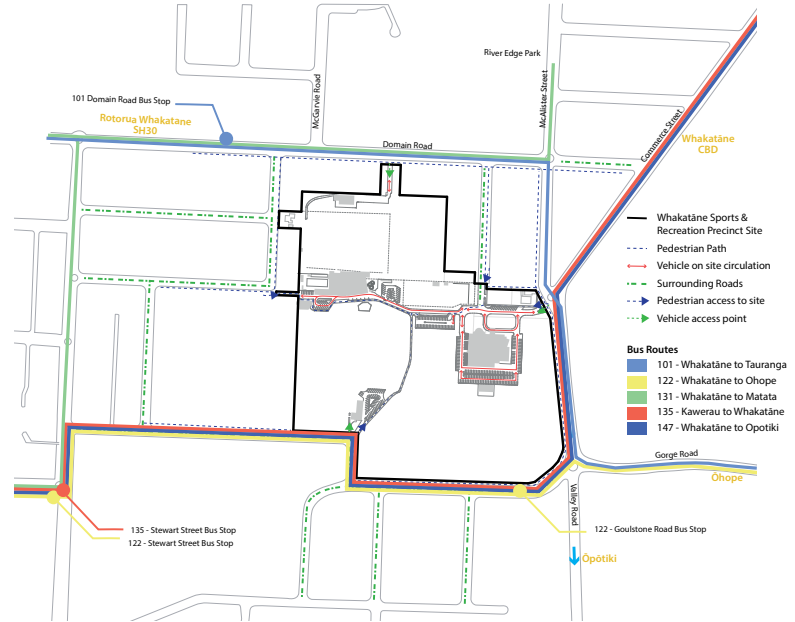 River Edge Park
McGarvie Road
McAlister Street
101 Domain Road Bus Stop
Rotorua Whakatane
SH30
Domain Road
Commerce Street
Whakatāne
CBD
Whakatāne Sports &
Recreation Precinct Site
Pedestrian Path
Vehicle on site circulation
Surrounding Roads
Pedestrian access to site
Vehicle access point
Bus Routes
101 - Whakatāne to Tauranga
122 - Whakatāne to Ohope
131 - Whakatāne to Matata
135 - Kawerau to Whakatāne
147 - Whakatāne to Opotiki
Gorge Road
Ōhope
Valley Road
135 - Stewart Street Bus Stop
122 - Stewart Street Bus Stop
122 - Goulstone Road Bus Stop
Ōpōtiki